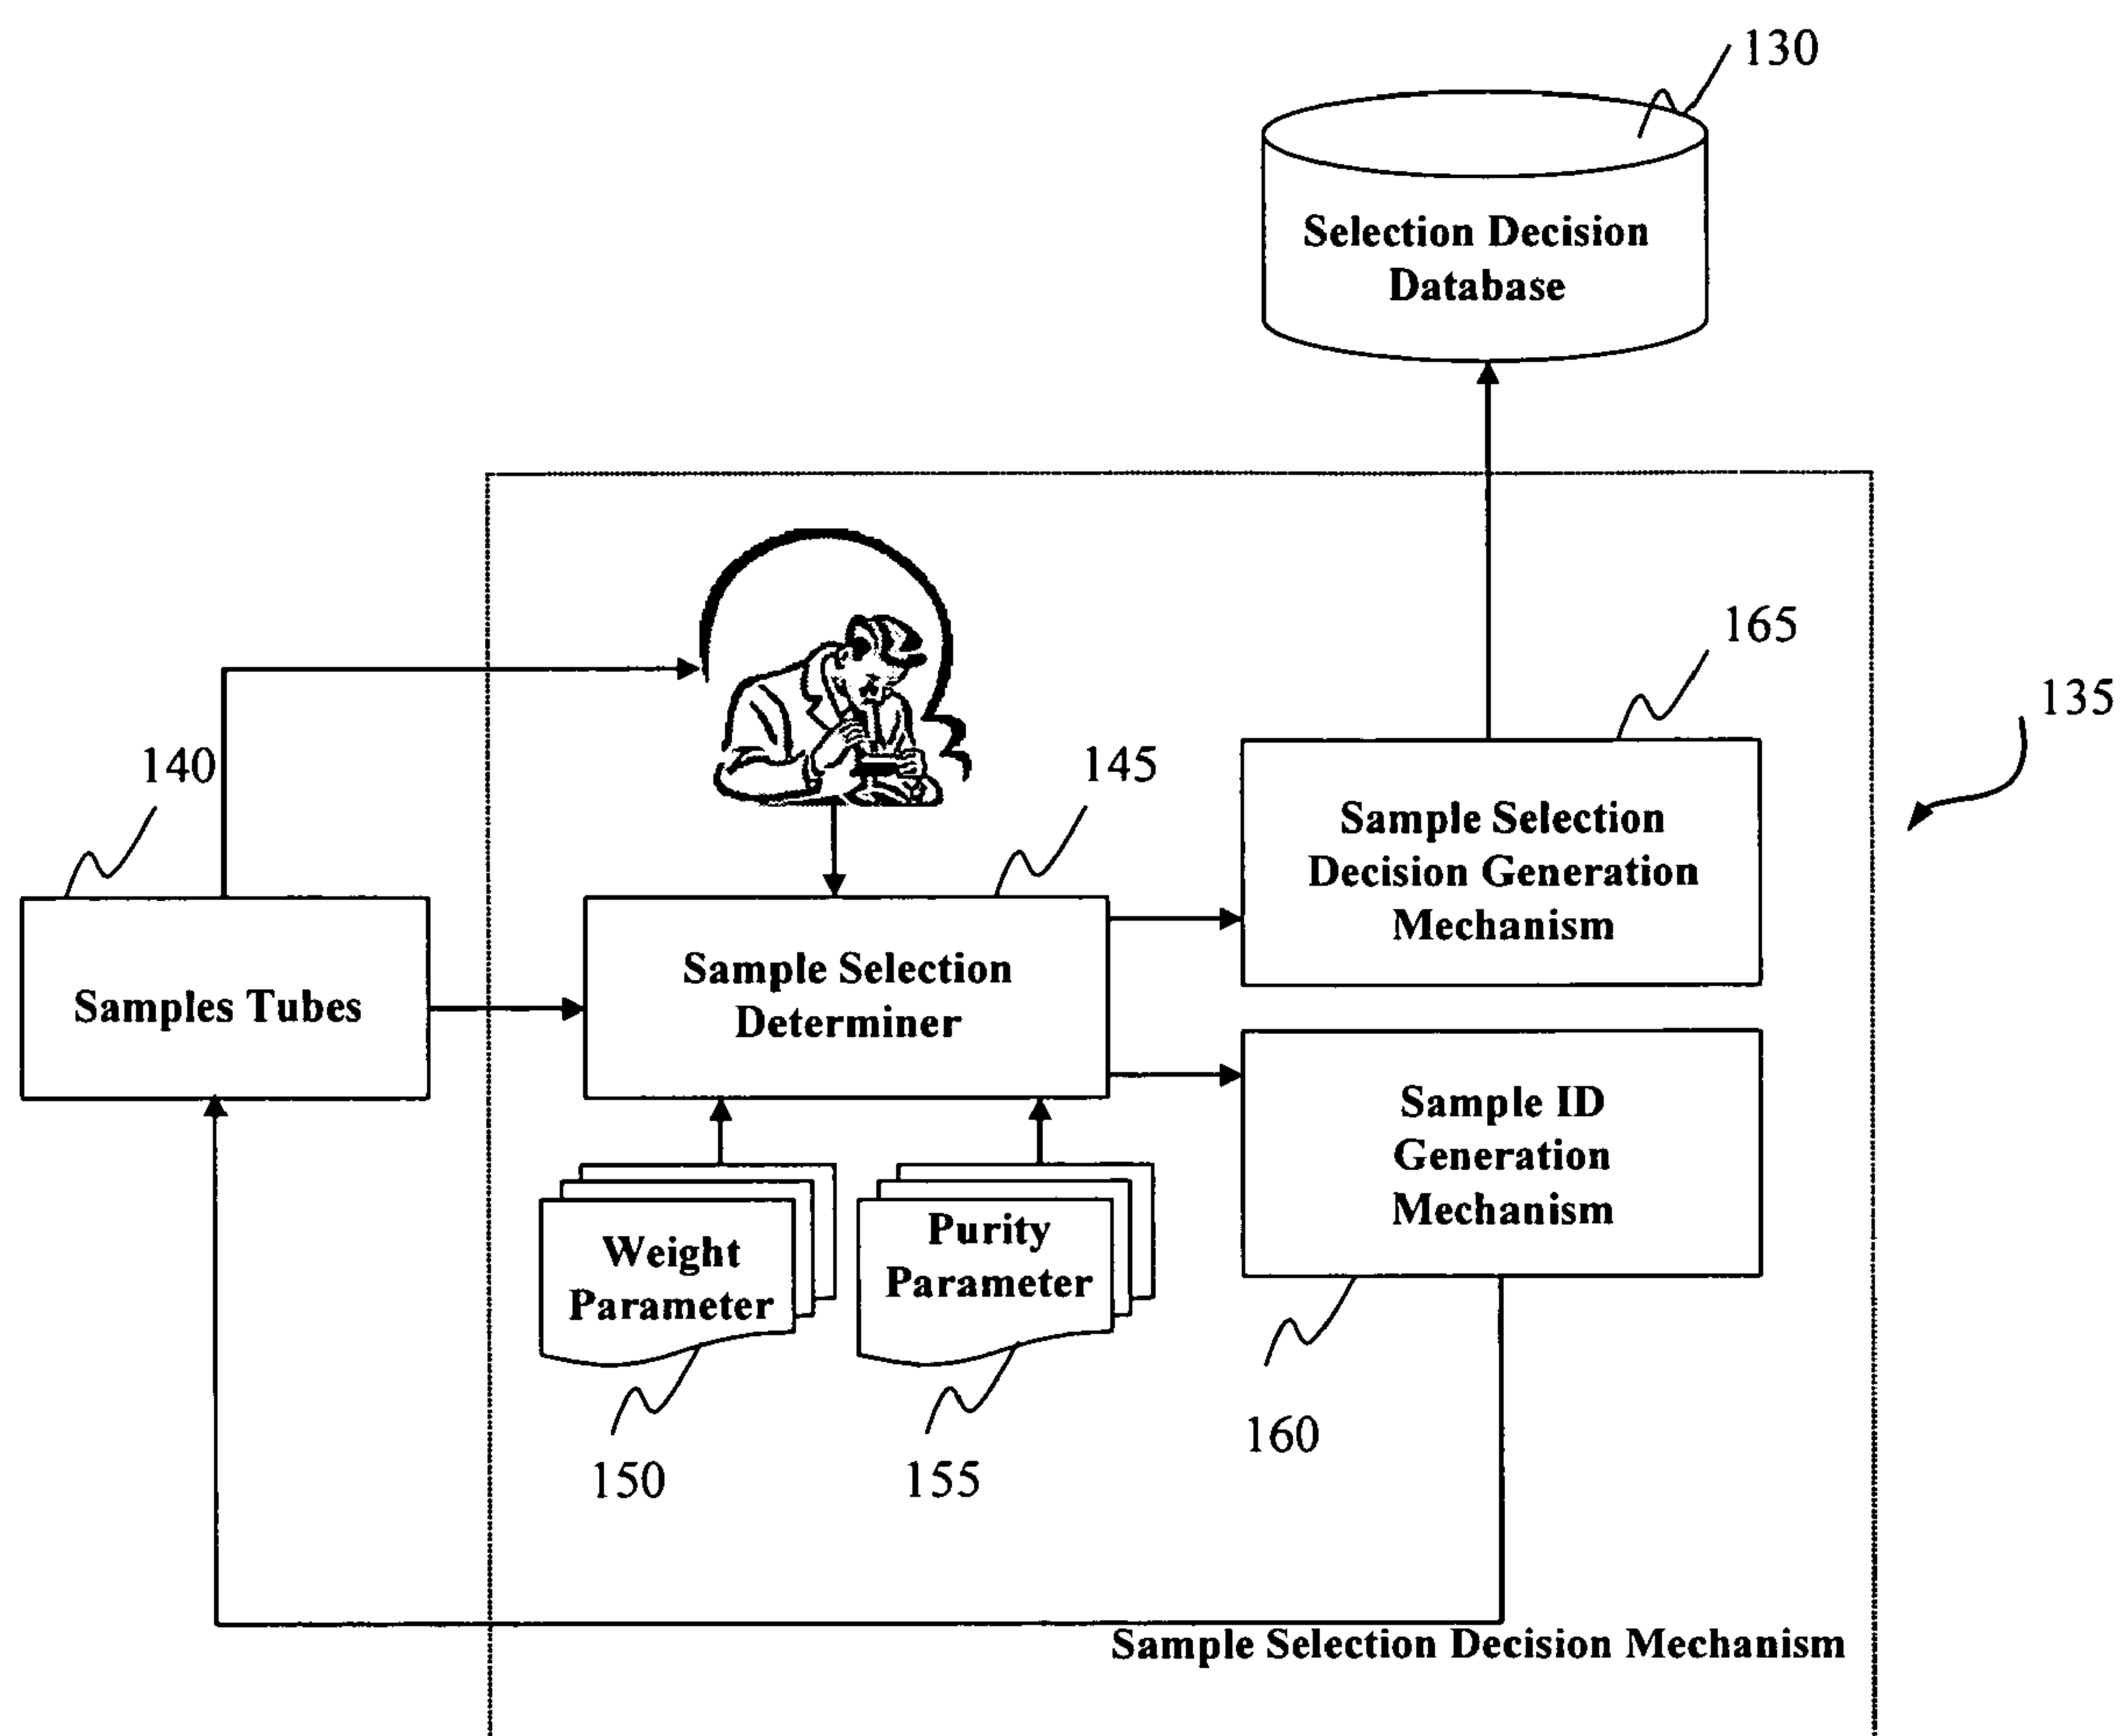 130
Selection Decision
Database
165
135
140
145
Sample Selection
Decision Generation
Mechanism
Samples Tubes
Sample Selection
Determiner
Sample ID
Generation
Mechanism
Weight
Parameter
Purity
Parameter
150
155
160
Sample Selection Decision Mechanism